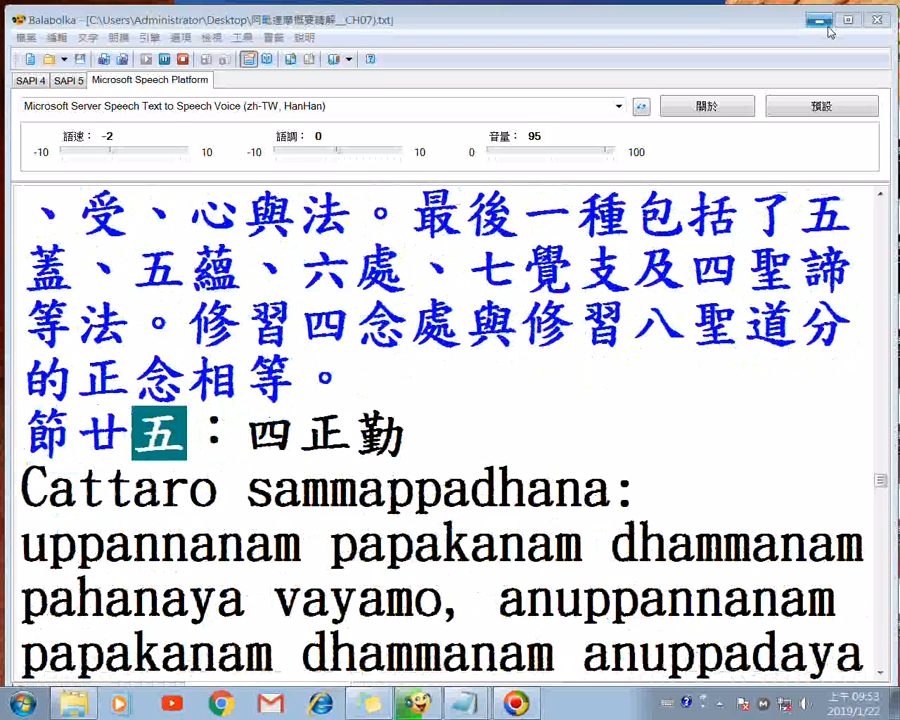 Balabolka - [C:\Users\Administrator\Desktop\阿毗達摩概要精解__CH07).txt]
檔案 編輯 文字 朗讀 引擎 選項 檢視 工具 書籤 說明
SAPI 4 SAPI 5 Microsoft Speech Platform
Microsoft Server Speech Text to Speech Voice (zh-TW, HanHan)
關於 預設
語速： -2 語調： 0 音量： 95
-10 10 -10 10 0 100
、受、心與法。最後一種包括了五
蓋、五蘊、六處、七覺支及四聖諦
等法。修習四念處與修習八聖道分
的正念相等。
節廿五：四正勤
Cattaro sammappadhana:
uppannanam papakanam dhammanam
pahanaya vayamo, anuppannanam
papakanam dhammanam anuppadaya
上午 09:53
2019/1/22